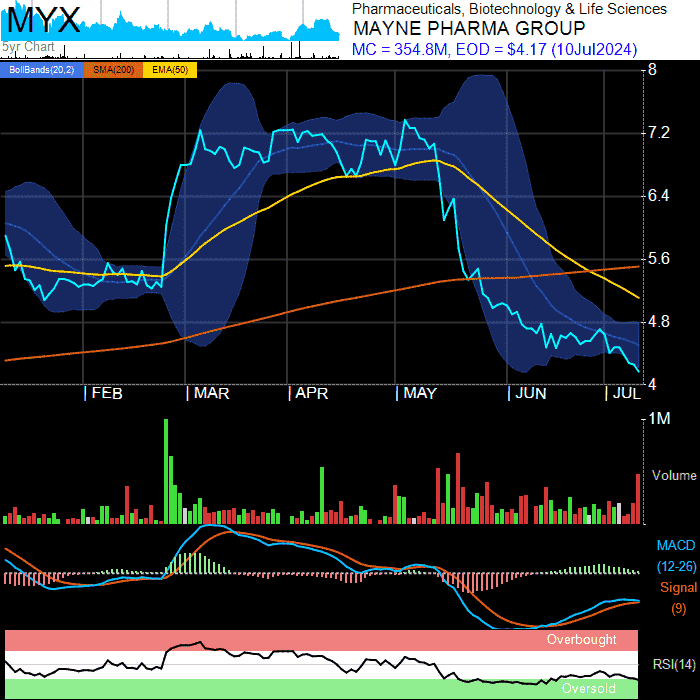 MYX
5yr Chart
Pharmaceuticals, Biotechnology & Life Sciences
MAYNE PHARMA GROUP
MC = 354.8M, EOD = $4.17 (10Jul2024)
BollBands(20,2) SMA(200) EMA(50)
8
7.2
6.4
5.6
4.8
4
FEB MAR APR MAY JUN JUL
1M
Volume
MACD
(12-26)
Signal
(9)
Overbought
RSI(14)
Oversold